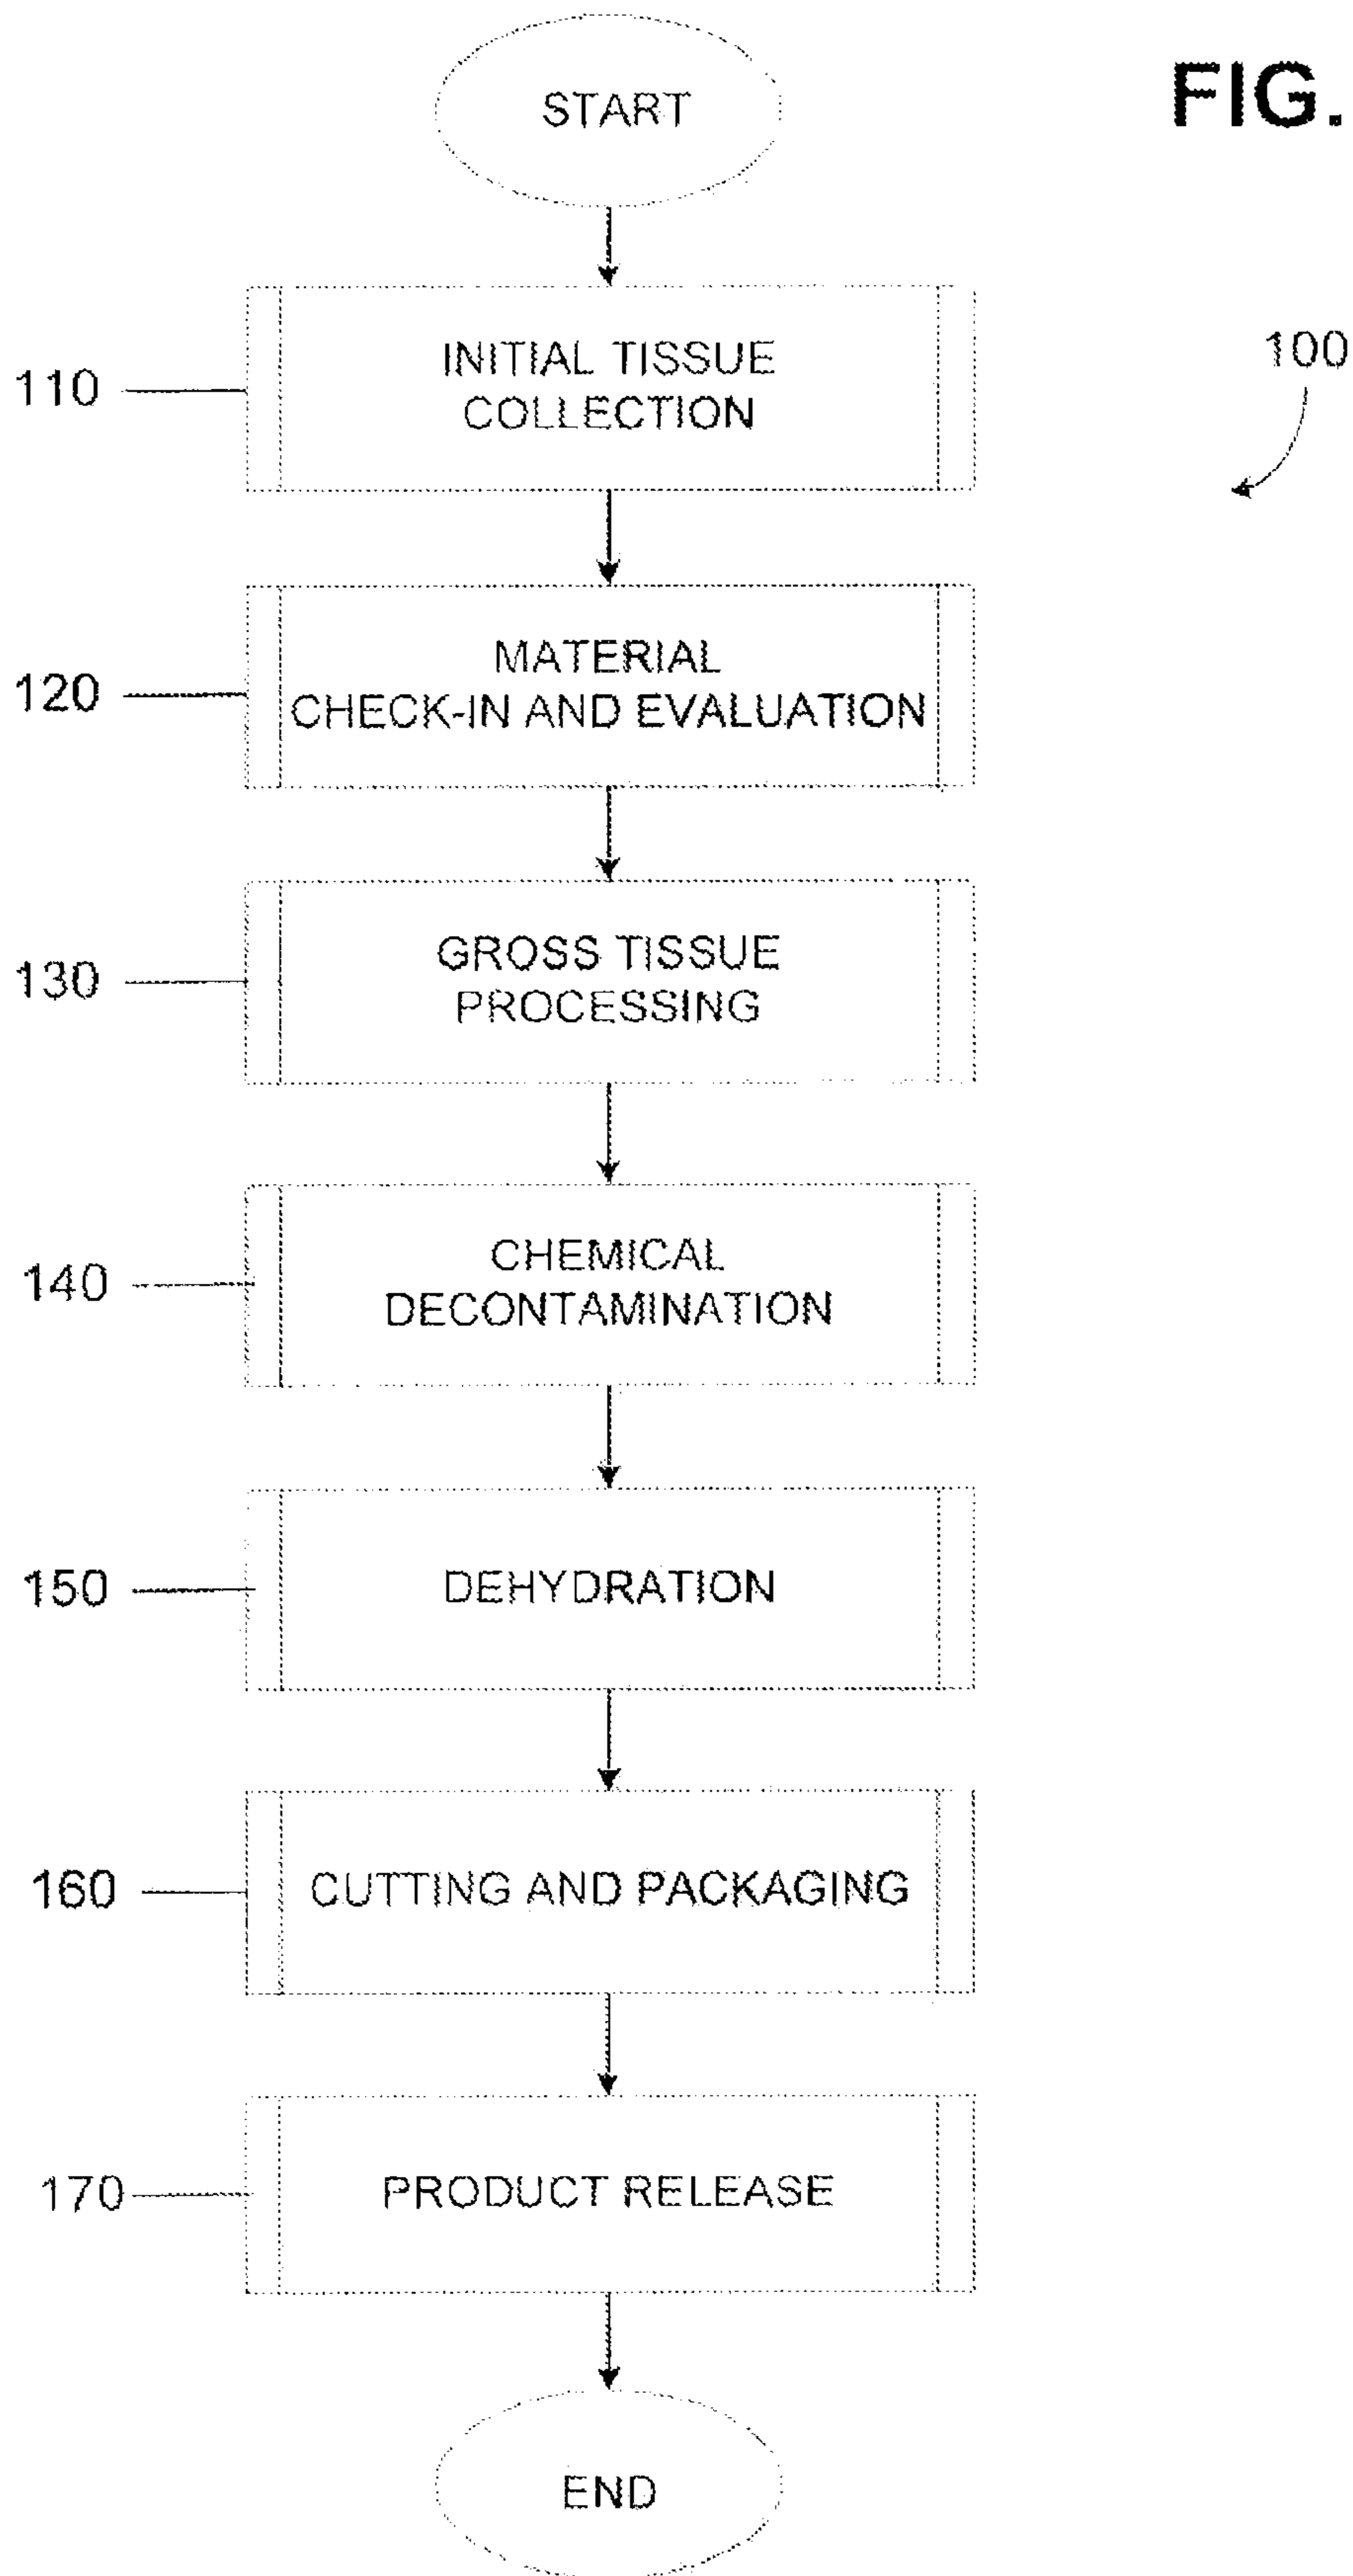 FIG.
START
100
110
INITIAL TISSUE
COLLECTION
120
MATERIAL
CHECK-IN AND EVALUATION
130
GROSS TISSUE
PROCESSING
140
CHEMICAL
DECONTAMINATION
150
DEHYDRATION
160
CUTTING AND PACKAGING
170
PRODUCT RELEASE
END